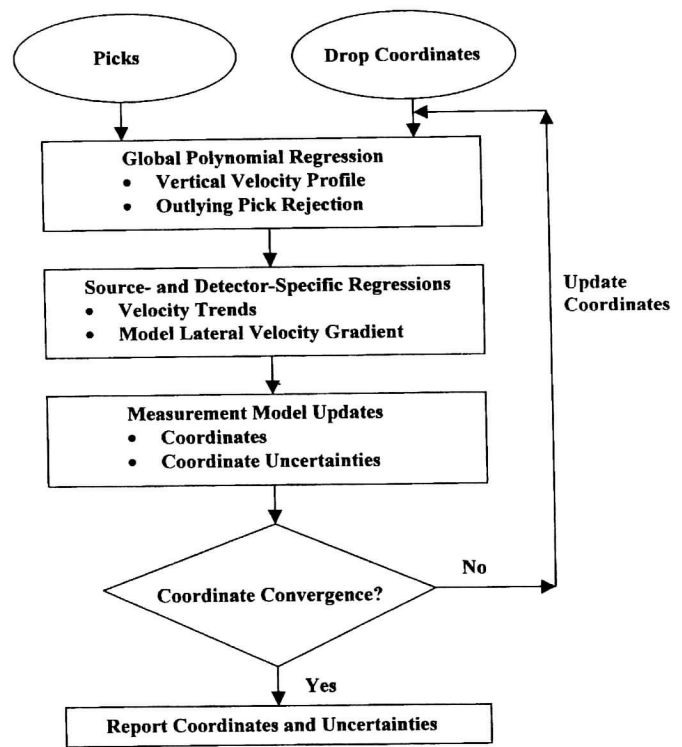 Picks
Drop Coordinates
Global Polynomial Regression
• Vertical Velocity Profile
• Outlying Pick Rejection
Source- and Detector-Specific Regressions
• Velocity Trends
• Model Lateral Velocity Gradient
Update
Coordinates
Measurement Model Updates
• Coordinates
• Coordinate Uncertainties
Coordinate Convergence?
No
Yes
Report Coordinates and Uncertainties